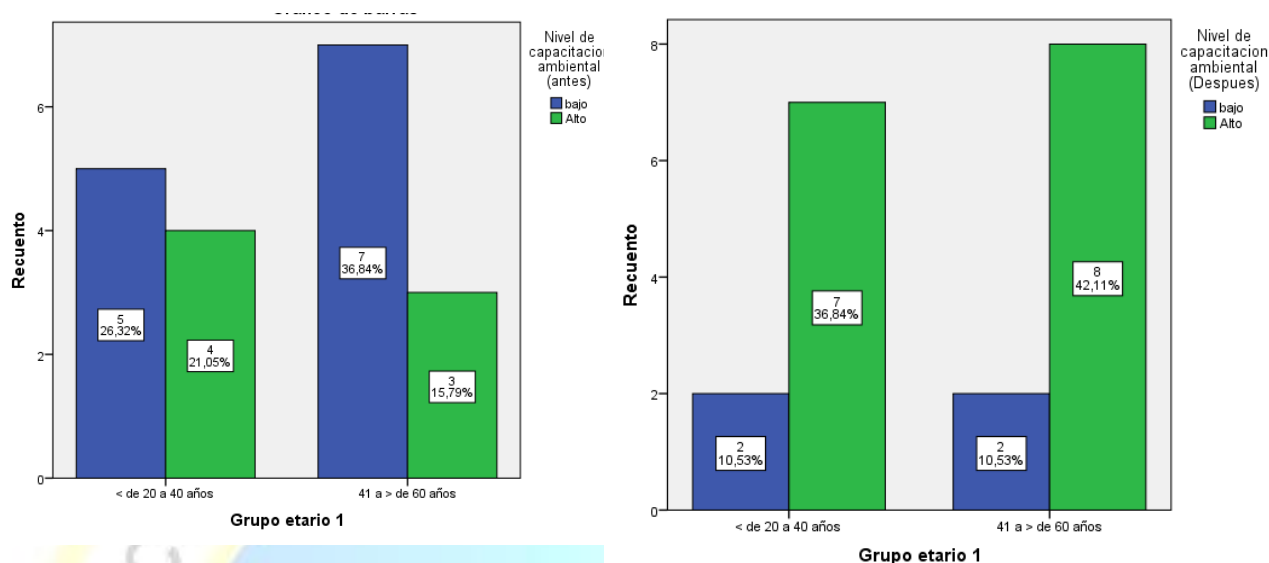 Nivel de
capacitacion
ambiental
(antes)
bajo
Alto
Recuento
6
4
2
0
5
26,32%
4
21,05%
7
36,84%
3
15,79%
< de 20 a 40 años
41 a > de 60 años
Grupo etario 1
Nivel de
capacitacion
ambiental
(Despues)
bajo
Alto
Recuento
8
6
4
2
0
2
10,53%
7
36,84%
2
10,53%
8
42,11%
< de 20 a 40 años
41 a > de 60 años
Grupo etario 1